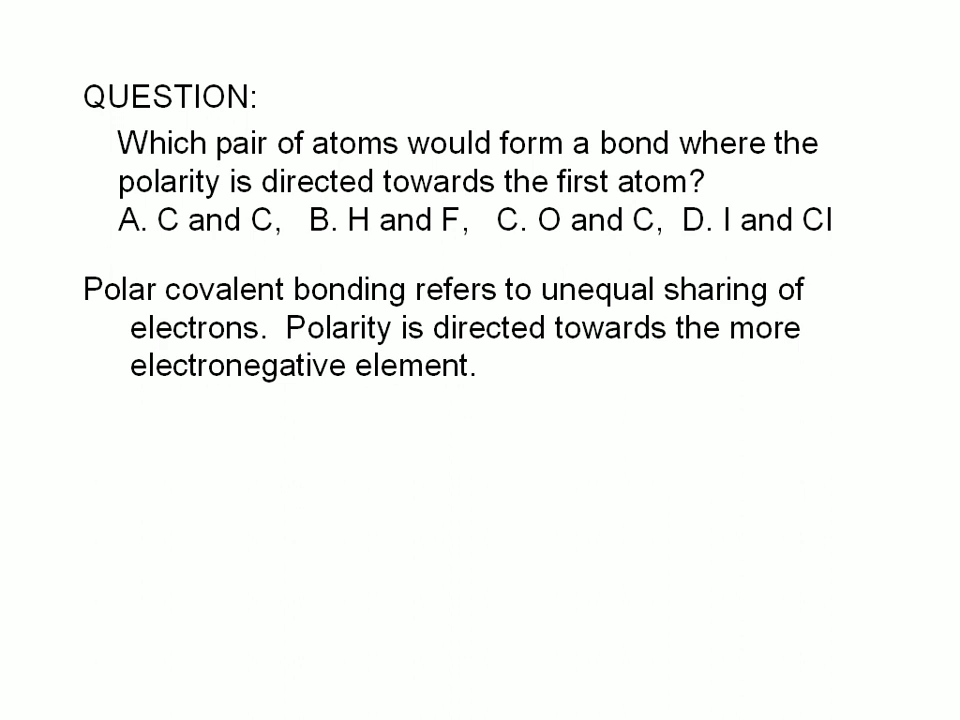 QUESTION:
Which pair of atoms would form a bond where the
polarity is directed towards the first atom?
A. C and C, B. H and F, C. O and C, D. I and Cl
Polar covalent bonding refers to unequal sharing of
electrons. Polarity is directed towards the more
electronegative element.